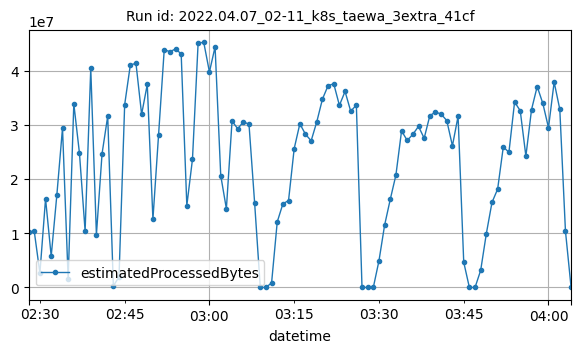 Run id: 2022.04.07_02-11_k8s_taewa_3extra_41cf
1e7
4
3
2
1
0
estimatedProcessedBytes
02:30 02:45 03:00 03:15 03:30 03:45 04:00
datetime